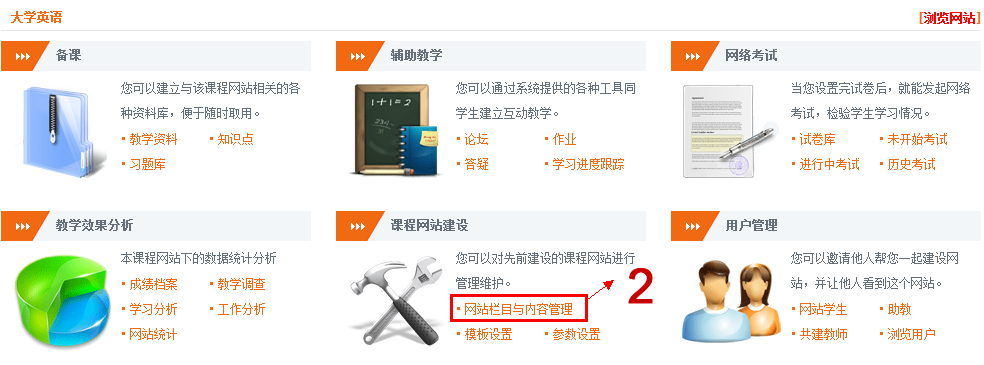 大学英语
[浏览网站]
备课
您可以建立与该课程网站相关的各
种资料库，便于随时取用。
教学资料 知识点
习题库
辅助教学
1+1=2
您可以通过系统提供的各种工具同
学生建立互动教学。
论坛 作业
答疑 学习进度跟踪
网络考试
当您设置完试卷后，就能发起网络
考试，检验学生学习情况。
试卷库 未开始考试
进行中考试 历史考试
教学效果分析
本课程网站下的数据统计分析
成绩档案 教学调查
学习分析 工作分析
网站统计
课程网站建设
您可以对先前建设的课程网站进行
管理维护。
网站栏目与内容管理
2
模板设置 参数设置
用户管理
您可以邀请他人帮您一起建设网
站，并让他人看到这个网站。
网站学生 助教
共建教师 浏览用户